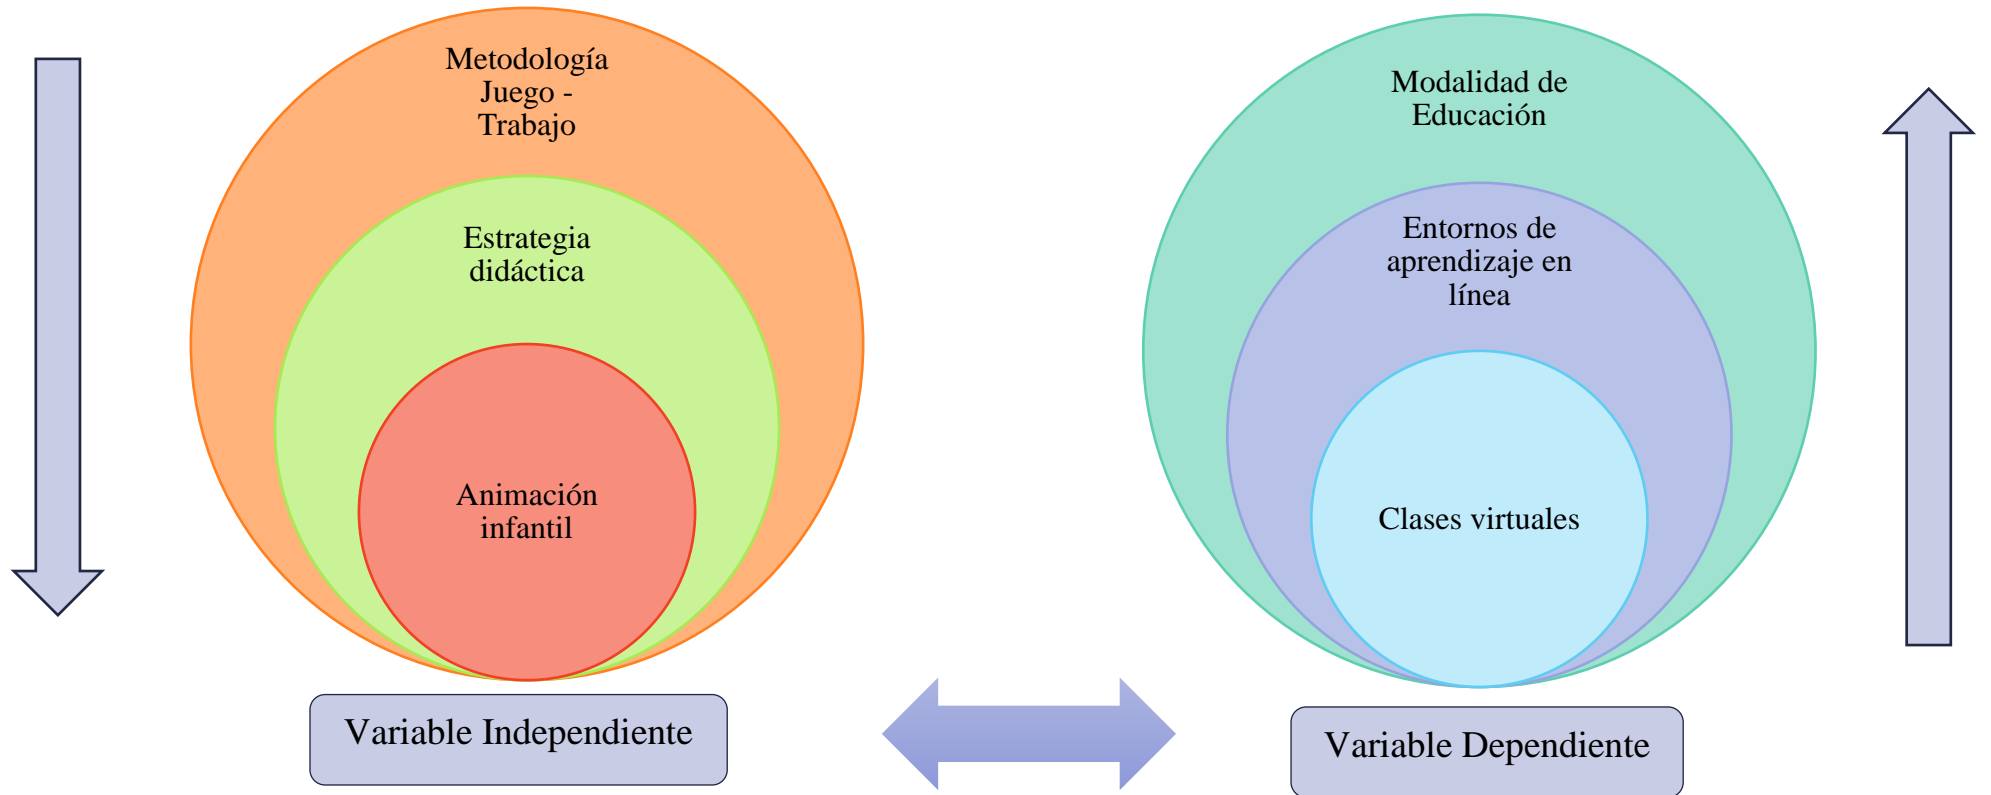 Metodología
Juego -
Trabajo
Estrategia
didáctica
Animación
infantil
Variable Independiente
Modalidad de
Educación
Entornos de
aprendizaje en
línea
Clases virtuales
Variable Dependiente